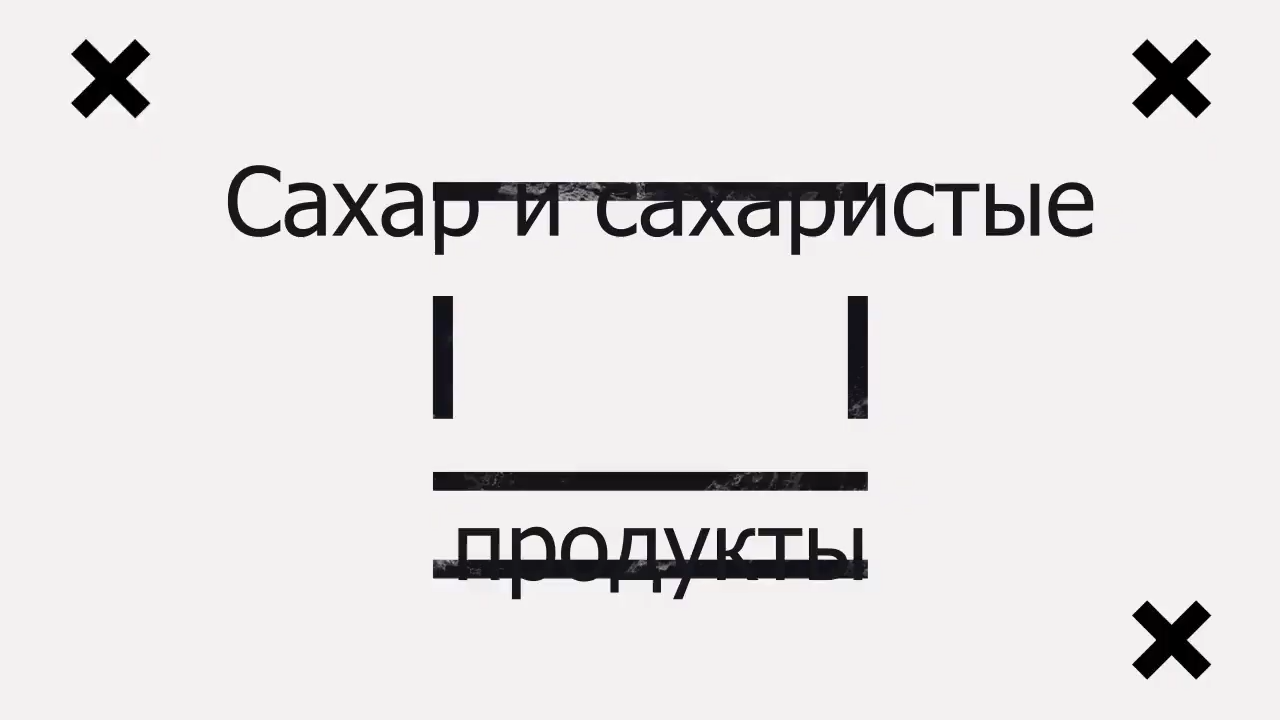 Сахар и сахаристые
продукты